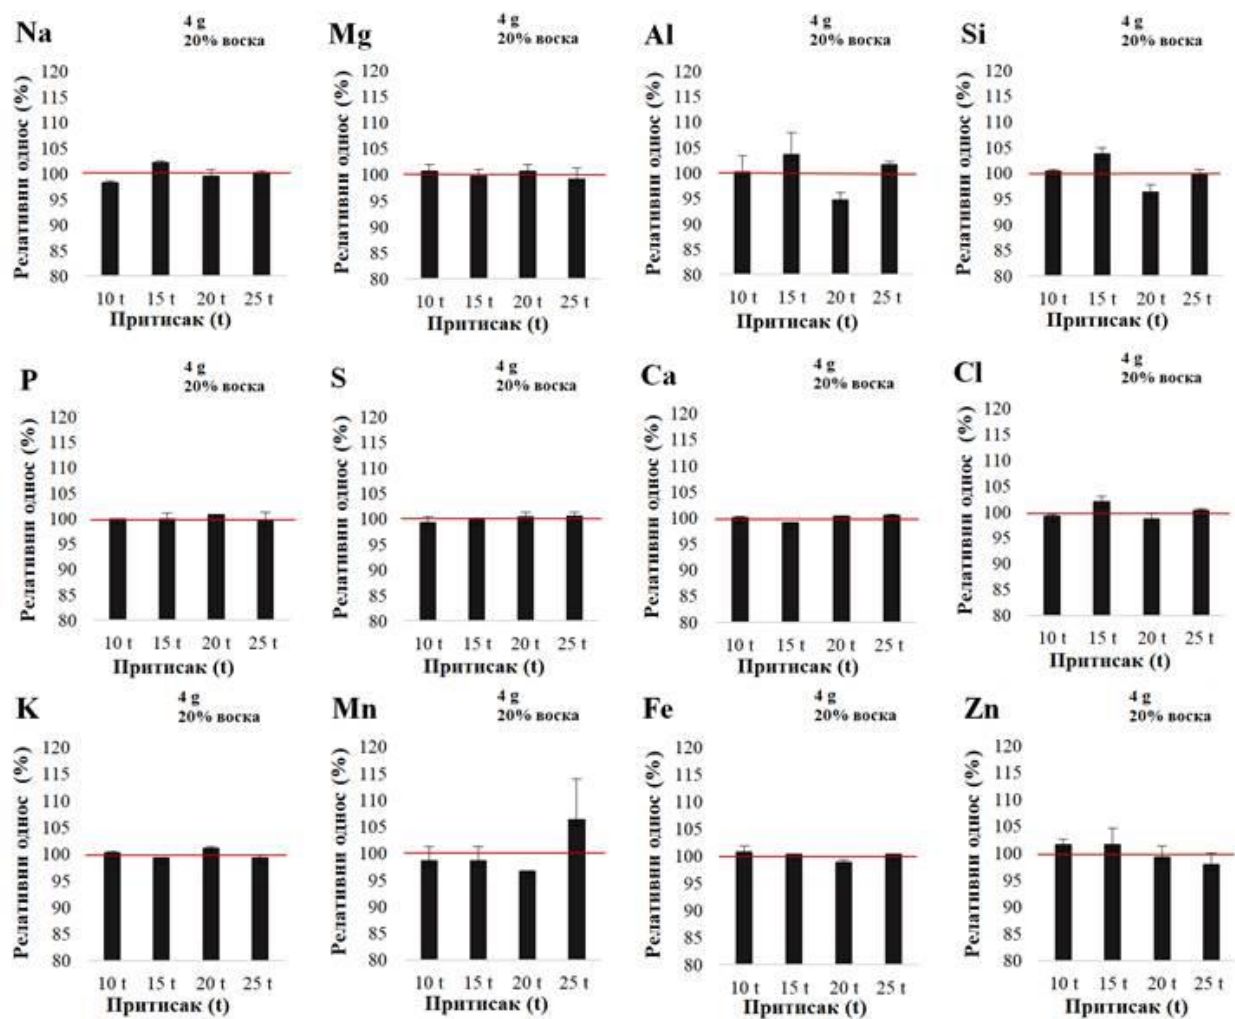 Na
4 g
20% воска
Релативни однос (%)
120
115
110
105
100
95
90
85
80
10 t 15 t 20 t 25 t
Притисак (t)
Mg
4 g
20% воска
Релативни однос (%)
120
115
110
105
100
95
90
85
80
10 t 15 t 20 t 25 t
Притисак (t)
Al
4 g
20% воска
Релативни однос (%)
120
115
110
105
100
95
90
85
80
10 t 15 t 20 t 25 t
Притисак (t)
Si
4 g
20% воска
Релативни однос (%)
120
115
110
105
100
95
90
85
80
10 t 15 t 20 t 25 t
Притисак (t)
P
4 g
20% воска
Релативни однос (%)
120
115
110
105
100
95
90
85
80
10 t 15 t 20 t 25 t
Притисак (t)
S
4 g
20% воска
Релативни однос (%)
120
115
110
105
100
95
90
85
80
10 t 15 t 20 t 25 t
Притисак (t)
Ca
4 g
20% воска
Релативни однос (%)
120
115
110
105
100
95
90
85
80
10 t 15 t 20 t 25 t
Притисак (t)
Cl
4 g
20% воска
Релативни однос (%)
120
115
110
105
100
95
90
85
80
10 t 15 t 20 t 25 t
Притисак (t)
K
4 g
20% воска
Релативни однос (%)
120
115
110
105
100
95
90
85
80
10 t 15 t 20 t 25 t
Притисак (t)
Mn
4 g
20% воска
Релативни однос (%)
120
115
110
105
100
95
90
85
80
10 t 15 t 20 t 25 t
Притисак (t)
Fe
4 g
20% воска
Релативни однос (%)
120
115
110
105
100
95
90
85
80
10 t 15 t 20 t 25 t
Притисак (t)
Zn
4 g
20% воска
Релативни однос (%)
120
115
110
105
100
95
90
85
80
10 t 15 t 20 t 25 t
Притисак (t)